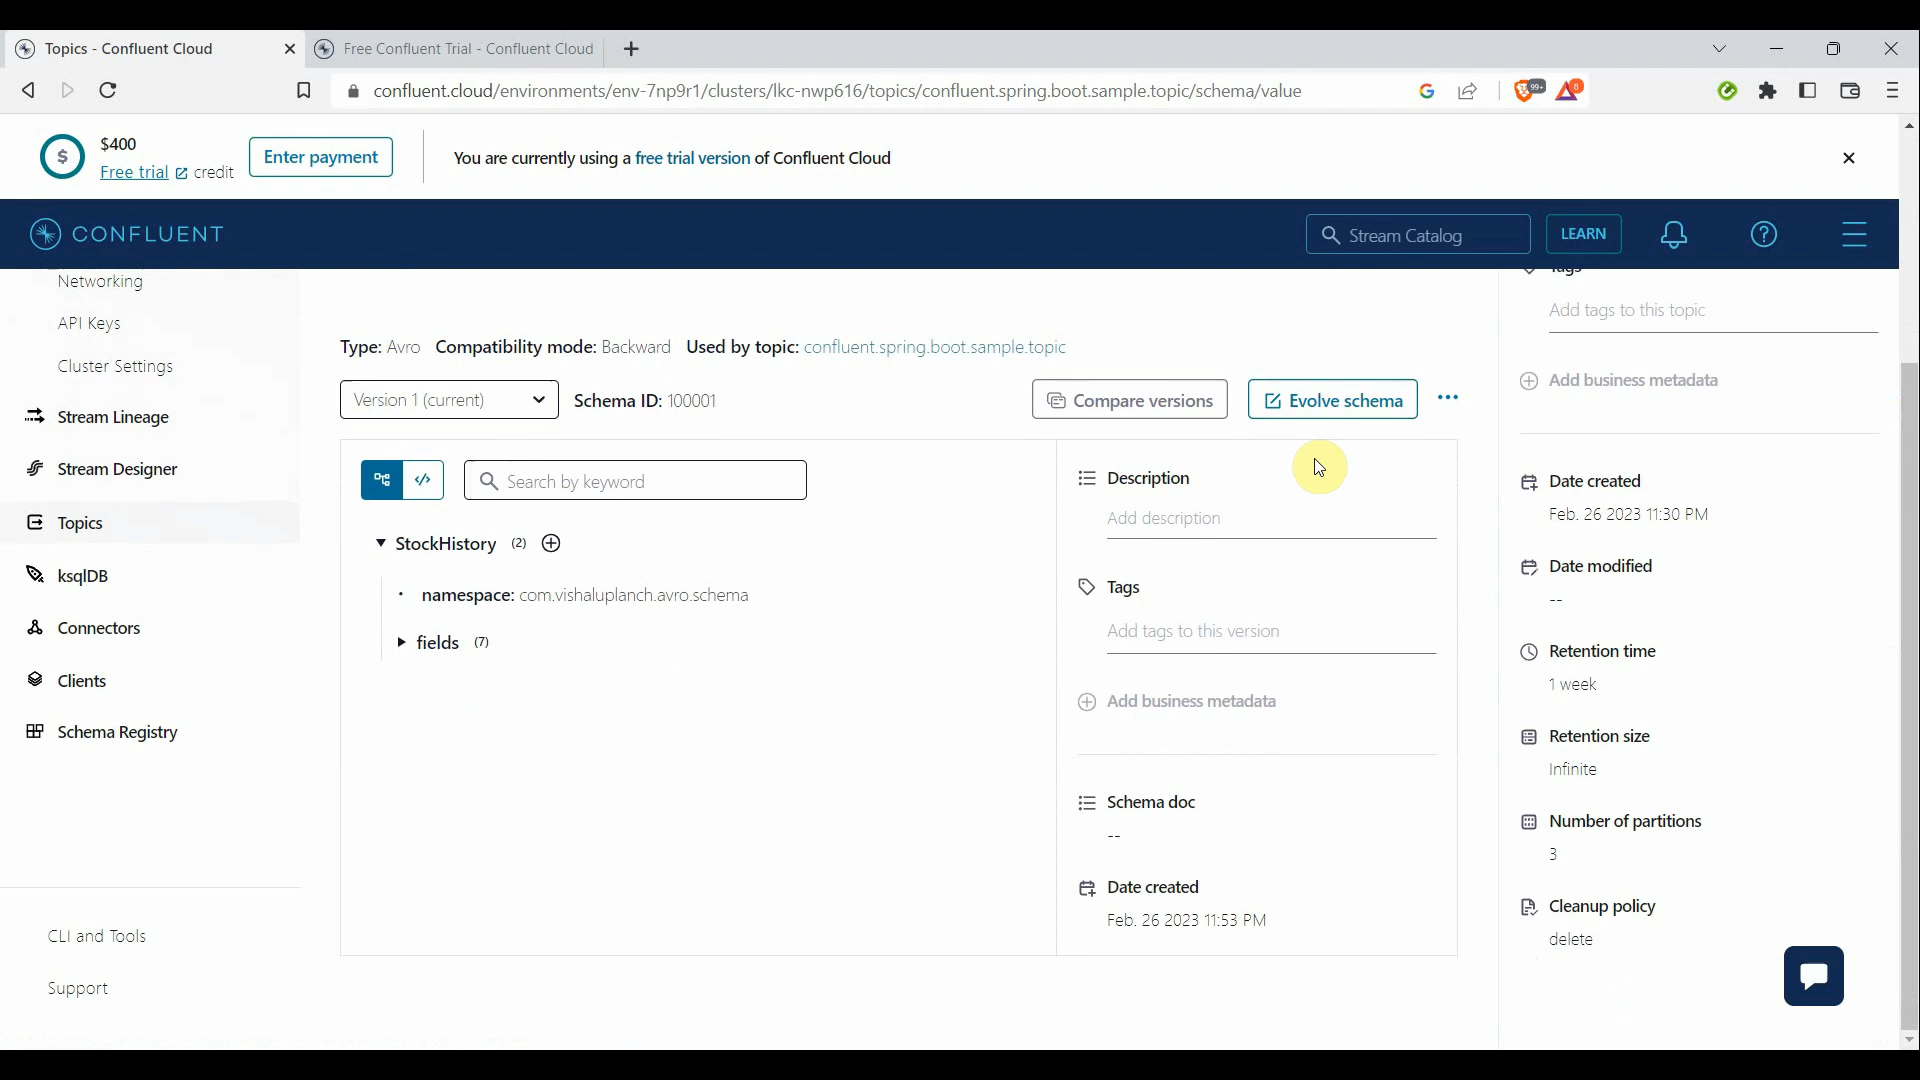 Topics - Confluent Cloud
Free Confluent Trial - Confluent Cloud
confluent.cloud/environments/env-7np9r1/clusters/lkc-nwp616/topics/confluent.spring.boot.sample.topic/schema/value
99+
8
$
$400
Free trial credit
Enter payment
You are currently using a free trial version of Confluent Cloud
CONFLUENT
Stream Catalog
LEARN
Networking
API Keys
Cluster Settings
Stream Lineage
Stream Designer
Topics
ksqlDB
Connectors
Clients
Schema Registry
CLI and Tools
Support
Type: Avro Compatibility mode: Backward Used by topic: confluent.spring.boot.sample.topic
Version 1 (current)
Schema ID: 100001
Compare versions
Evolve schema
</>
Search by keyword
StockHistory (2)
namespace: com.vishaluplanch.avro.schema
fields (7)
Description
Add description
Tags
Add tags to this version
Add business metadata
Schema doc
--
Date created
Feb. 26 2023 11:53 PM
Tags
Add tags to this topic
Add business metadata
Date created
Feb. 26 2023 11:30 PM
Date modified
--
Retention time
1 week
Retention size
Infinite
Number of partitions
3
Cleanup policy
delete